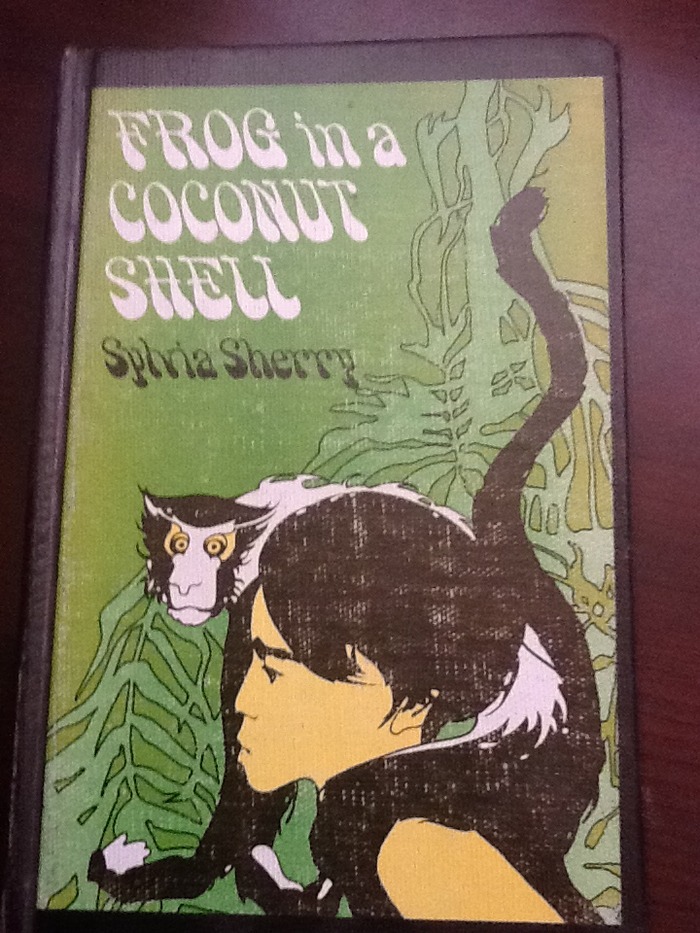 FROG in a
COCONUT
SHELL
Sylvia Sherry